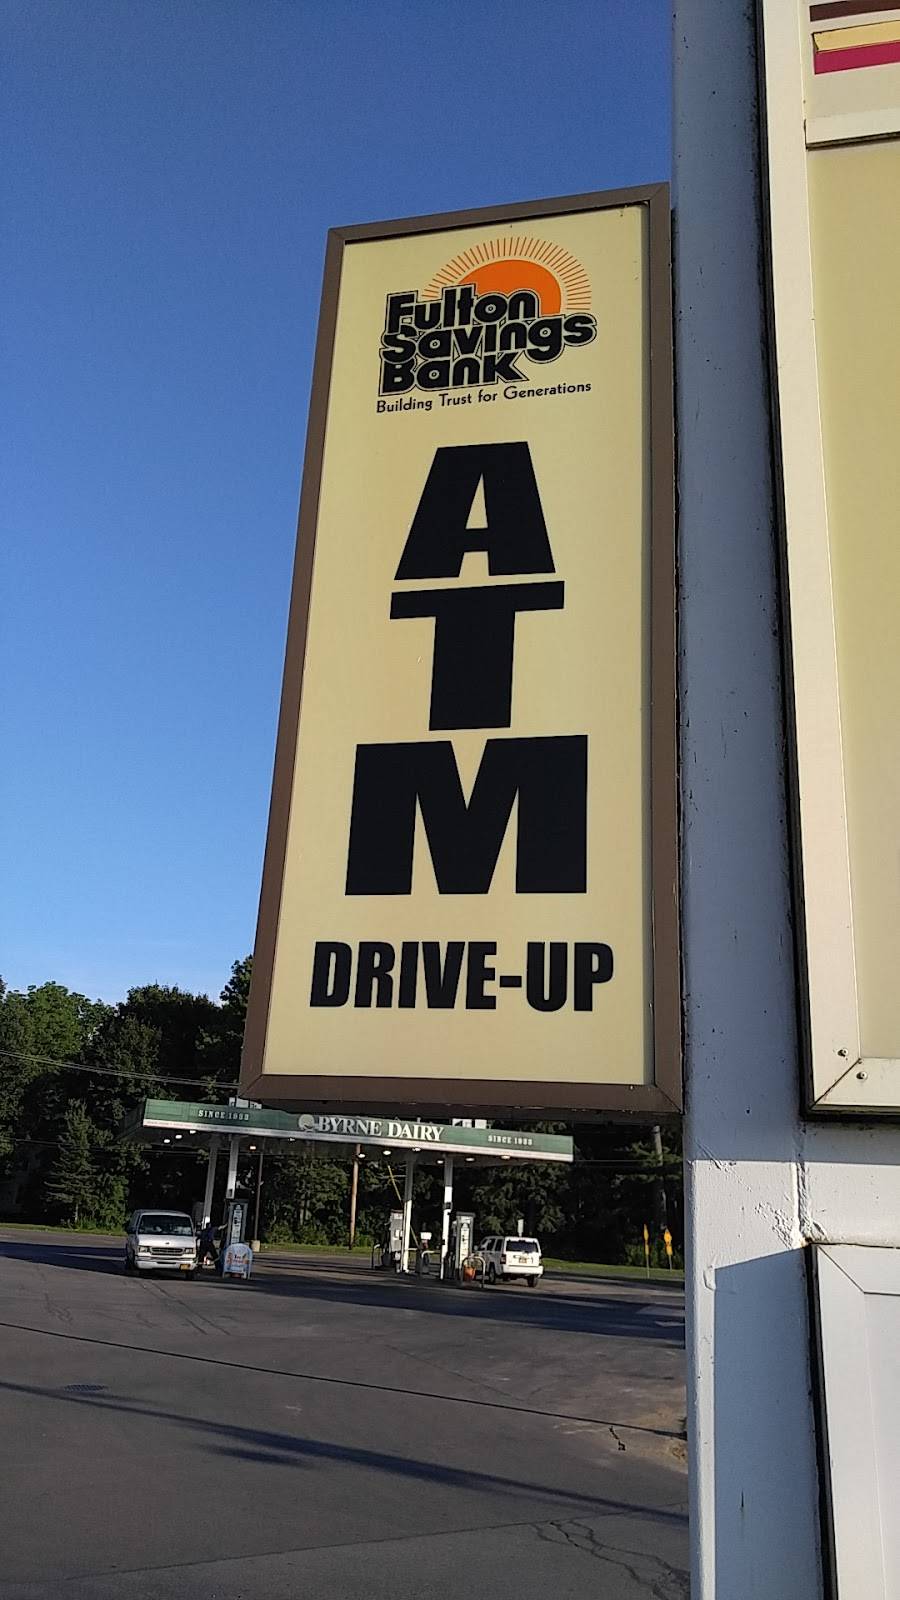 Fulton
Savings
Bank
Building Trust for Generations
A
T
M
DRIVE-UP
SINCE 1933
BYRNE DAIRY
SINCE 1933